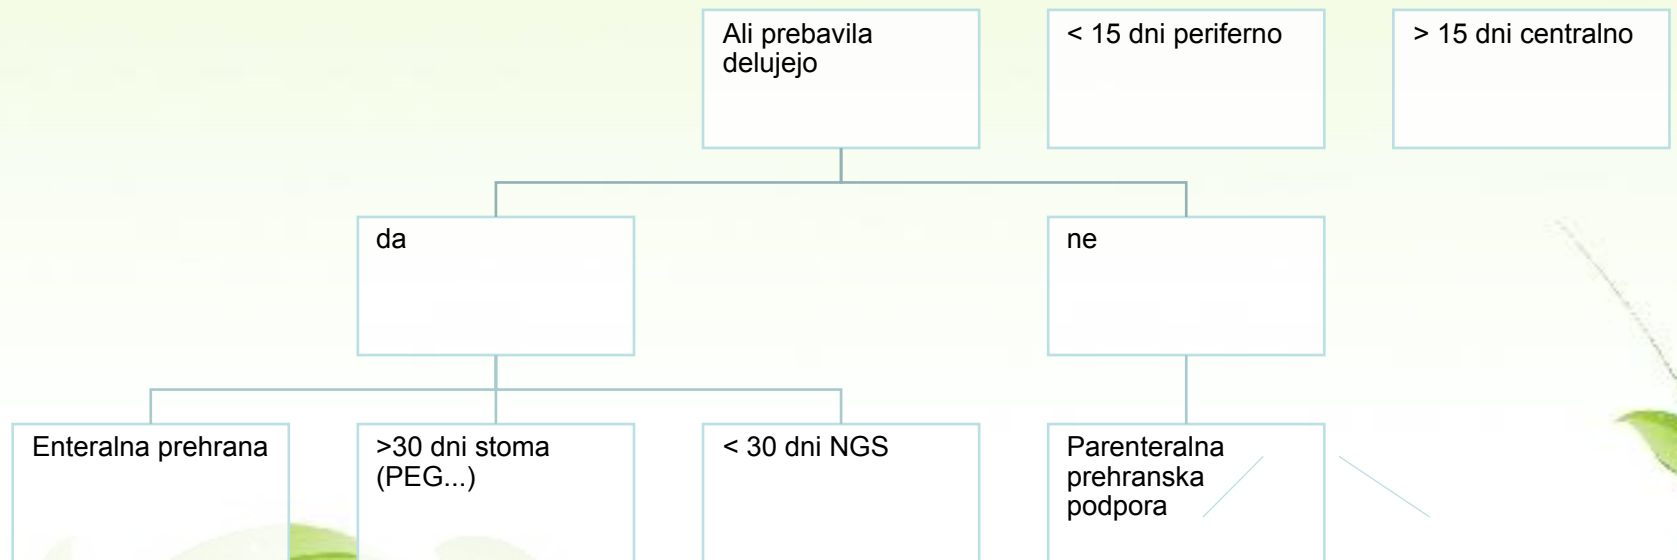 Ali prebavila
delujejo
< 15 dni periferno
> 15 dni centralno
da
ne
Enteralna prehrana
>30 dni stoma
(PEG...)
< 30 dni NGS
Parenteralna
prehranska
podpora